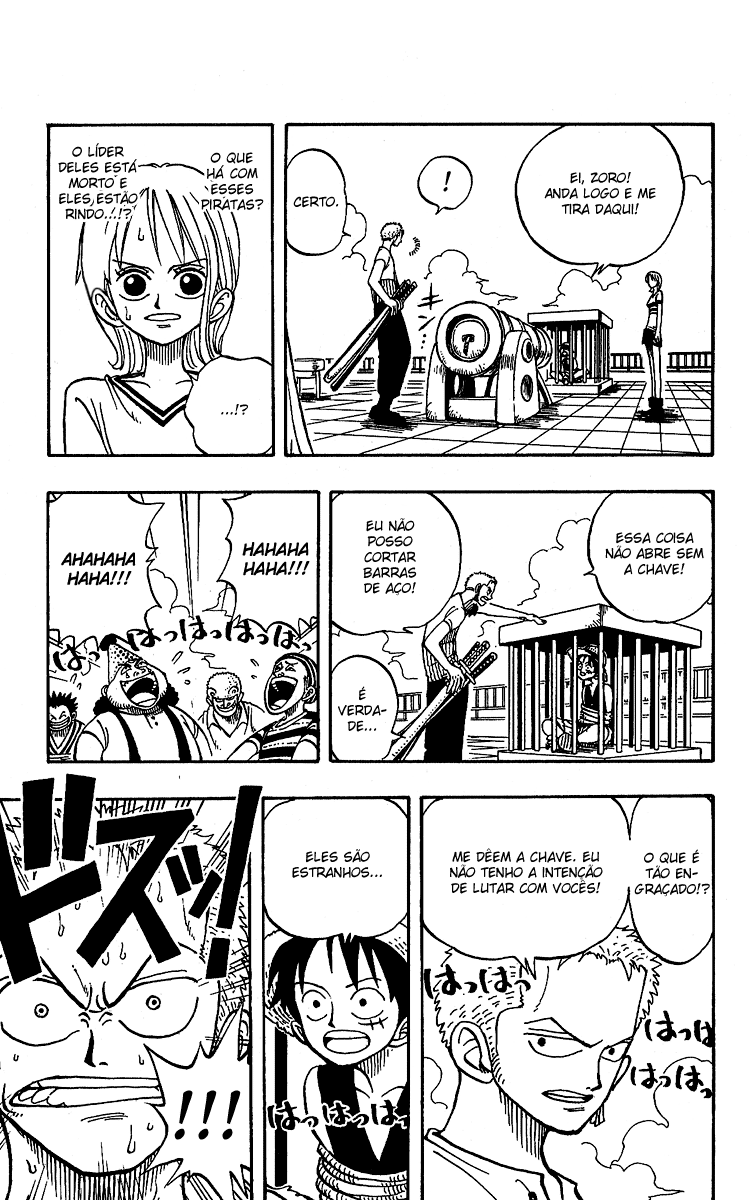 EI, ZORO!
ANDA LOGO E ME
TIRA DAQUI!
!
CERTO.
O QUE
HÁ COM
ESSES
PIRATAS?
O LÍDER
DELES ESTÁ
MORTO E
ELES ESTÃO
RINDO...!?
...!?
ESSA COISA
NÃO ABRE SEM
A CHAVE!
EU NÃO
POSSO
CORTAR
BARRAS
DE AÇO!
É
VERDA-
DE...
HAHAHA
HAHA!!!
AHAHAHA
HAHA!!!
はっはっはっはっはっ
O QUE É
TÃO EN-
GRAÇADO!?
ME DÊEM A CHAVE. EU
NÃO TENHO A INTENÇÃO
DE LUTAR COM VOCÊS!
はっはっ
はっはっ
はっはっ
ELES SÃO
ESTRANHOS...
はっはっはっ
ドスッ!
!!!